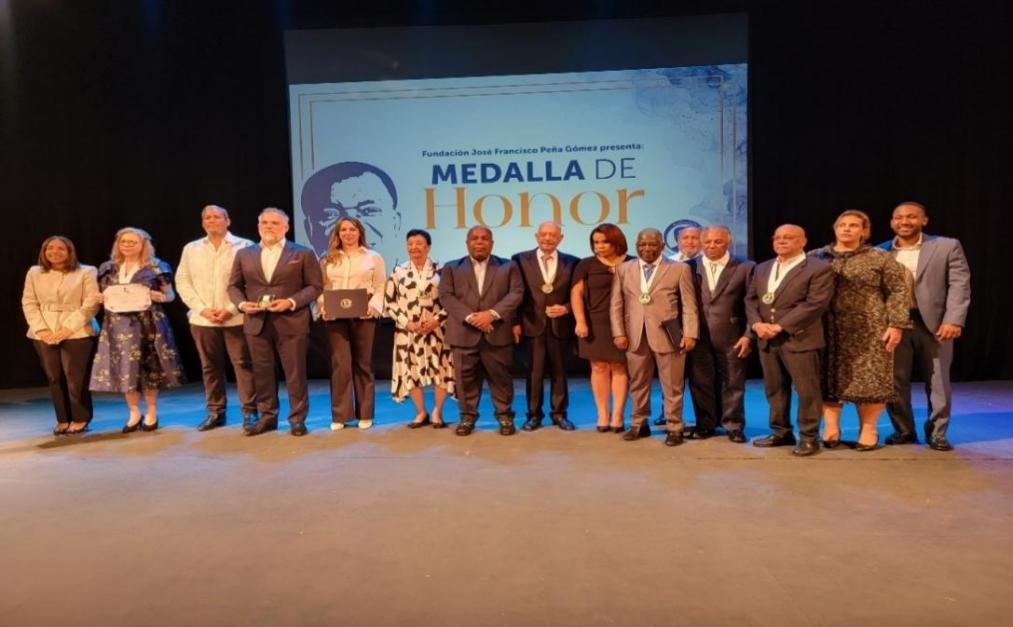 Fundación José Francisco Peña Gómez presenta:
MEDALLA DE
Honor